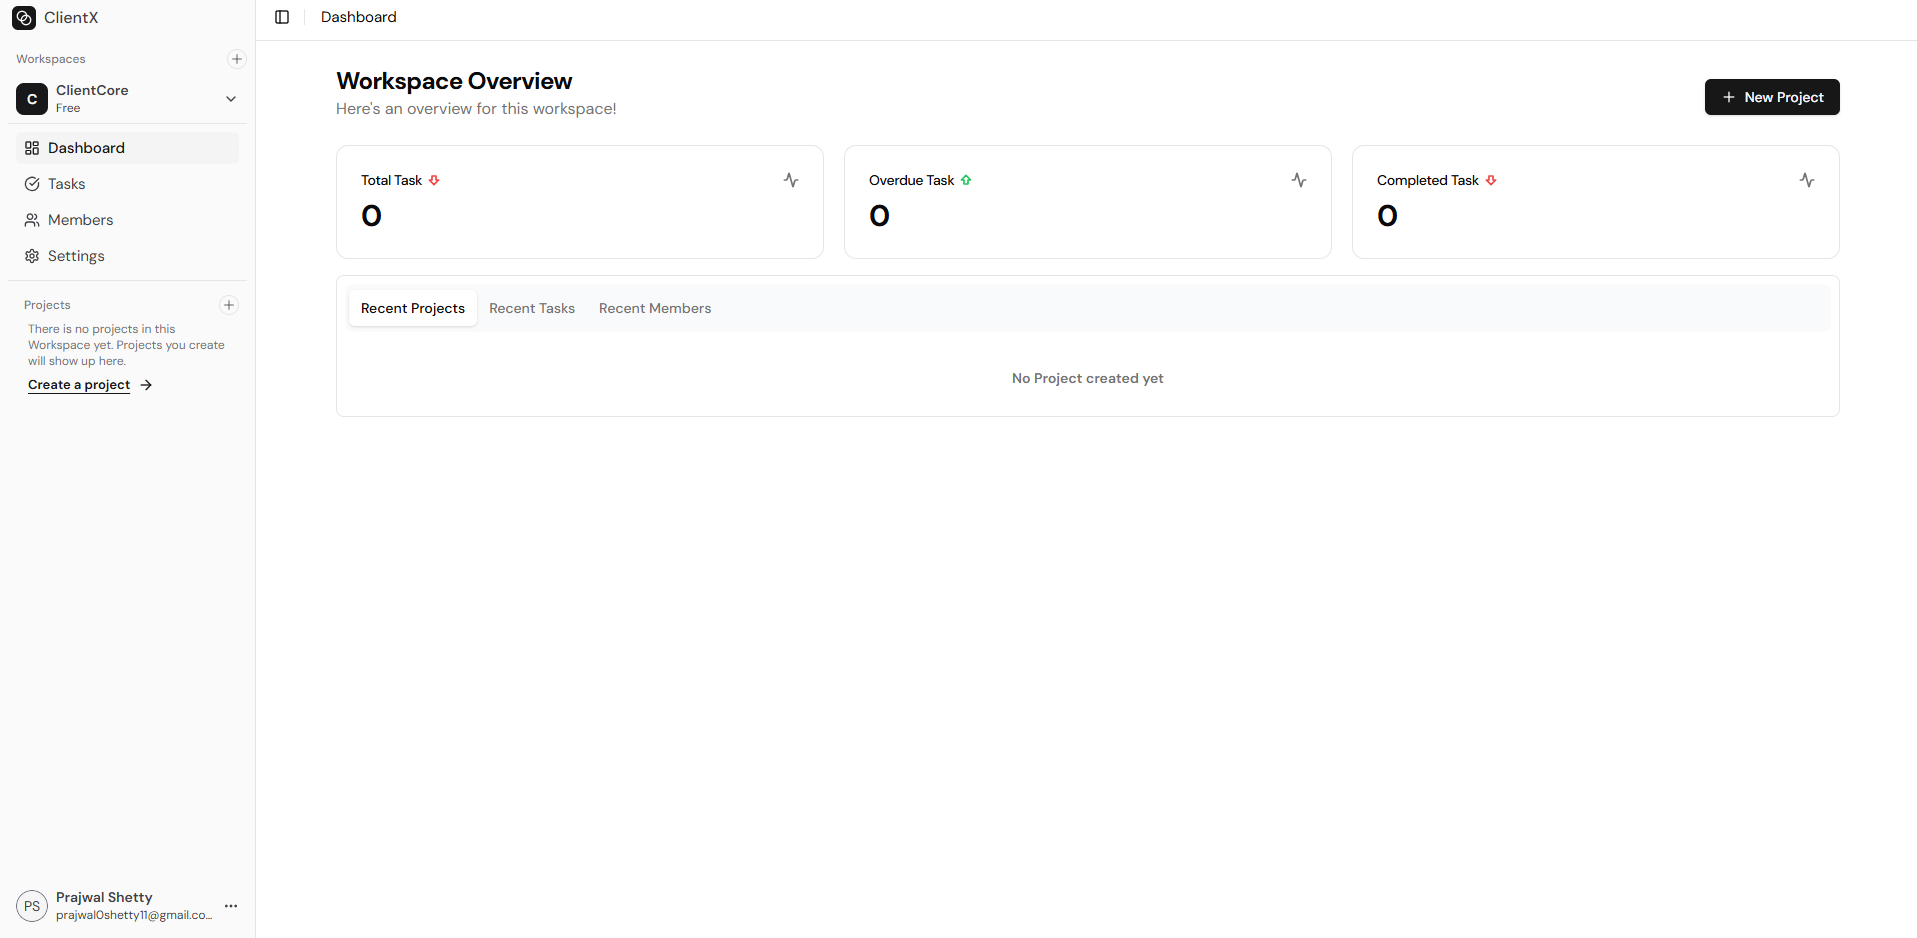 ClientX
Workspaces
C
ClientCore
Free
Dashboard
Tasks
Members
Settings
Projects
There is no projects in this
Workspace yet. Projects you create
will show up here.
Create a project
PS
Prajwal Shetty
prajwal0shetty11@gmail.co...
Dashboard
Workspace Overview
Here's an overview for this workspace!
New Project
Total Task
0
Overdue Task
0
Completed Task
0
Recent Projects
Recent Tasks
Recent Members
No Project created yet